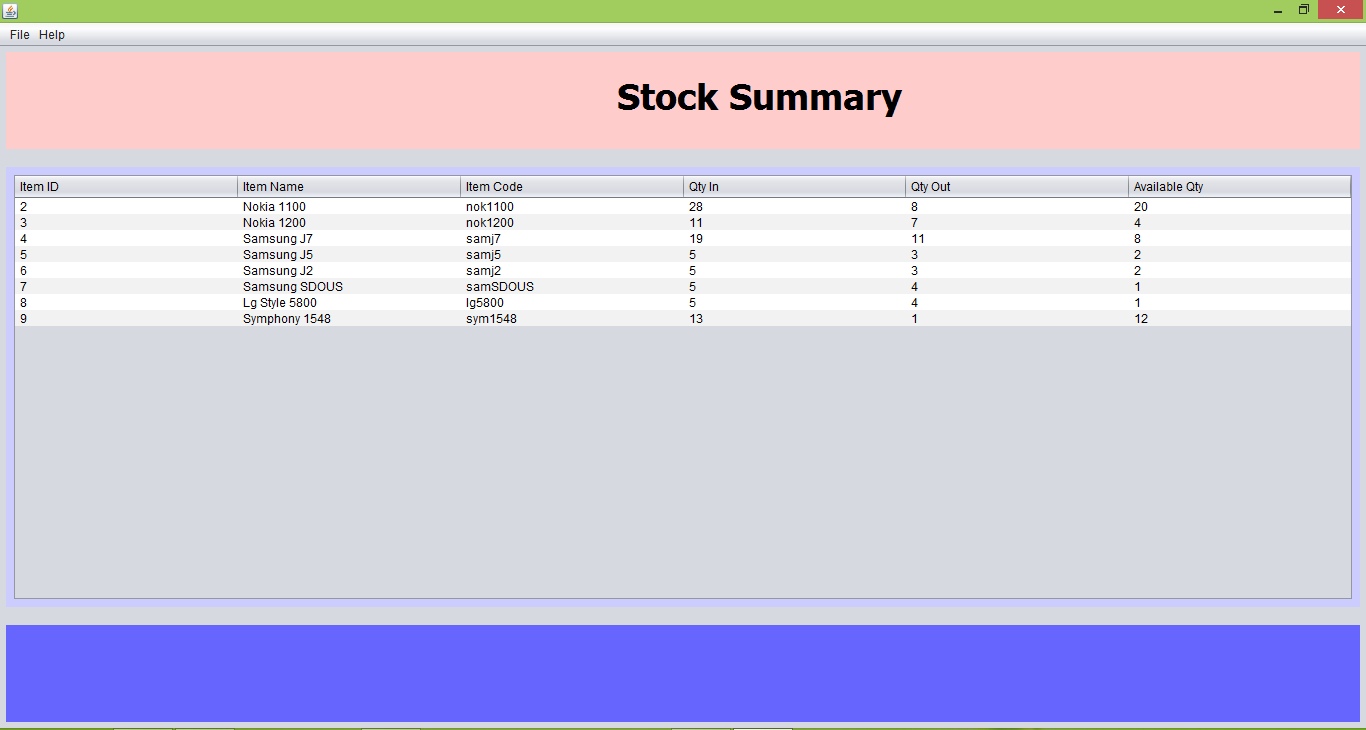 File Help
Stock Summary
Item ID Item Name Item Code Qty In Qty Out Available Qty
2 Nokia 1100 nok1100 28 8 20
3 Nokia 1200 nok1200 11 7 4
4 Samsung J7 samj7 19 11 8
5 Samsung J5 samj5 5 3 2
6 Samsung J2 samj2 5 3 2
7 Samsung SDOUS samSDOUS 5 4 1
8 Lg Style 5800 lg5800 5 4 1
9 Symphony 1548 sym1548 13 1 12